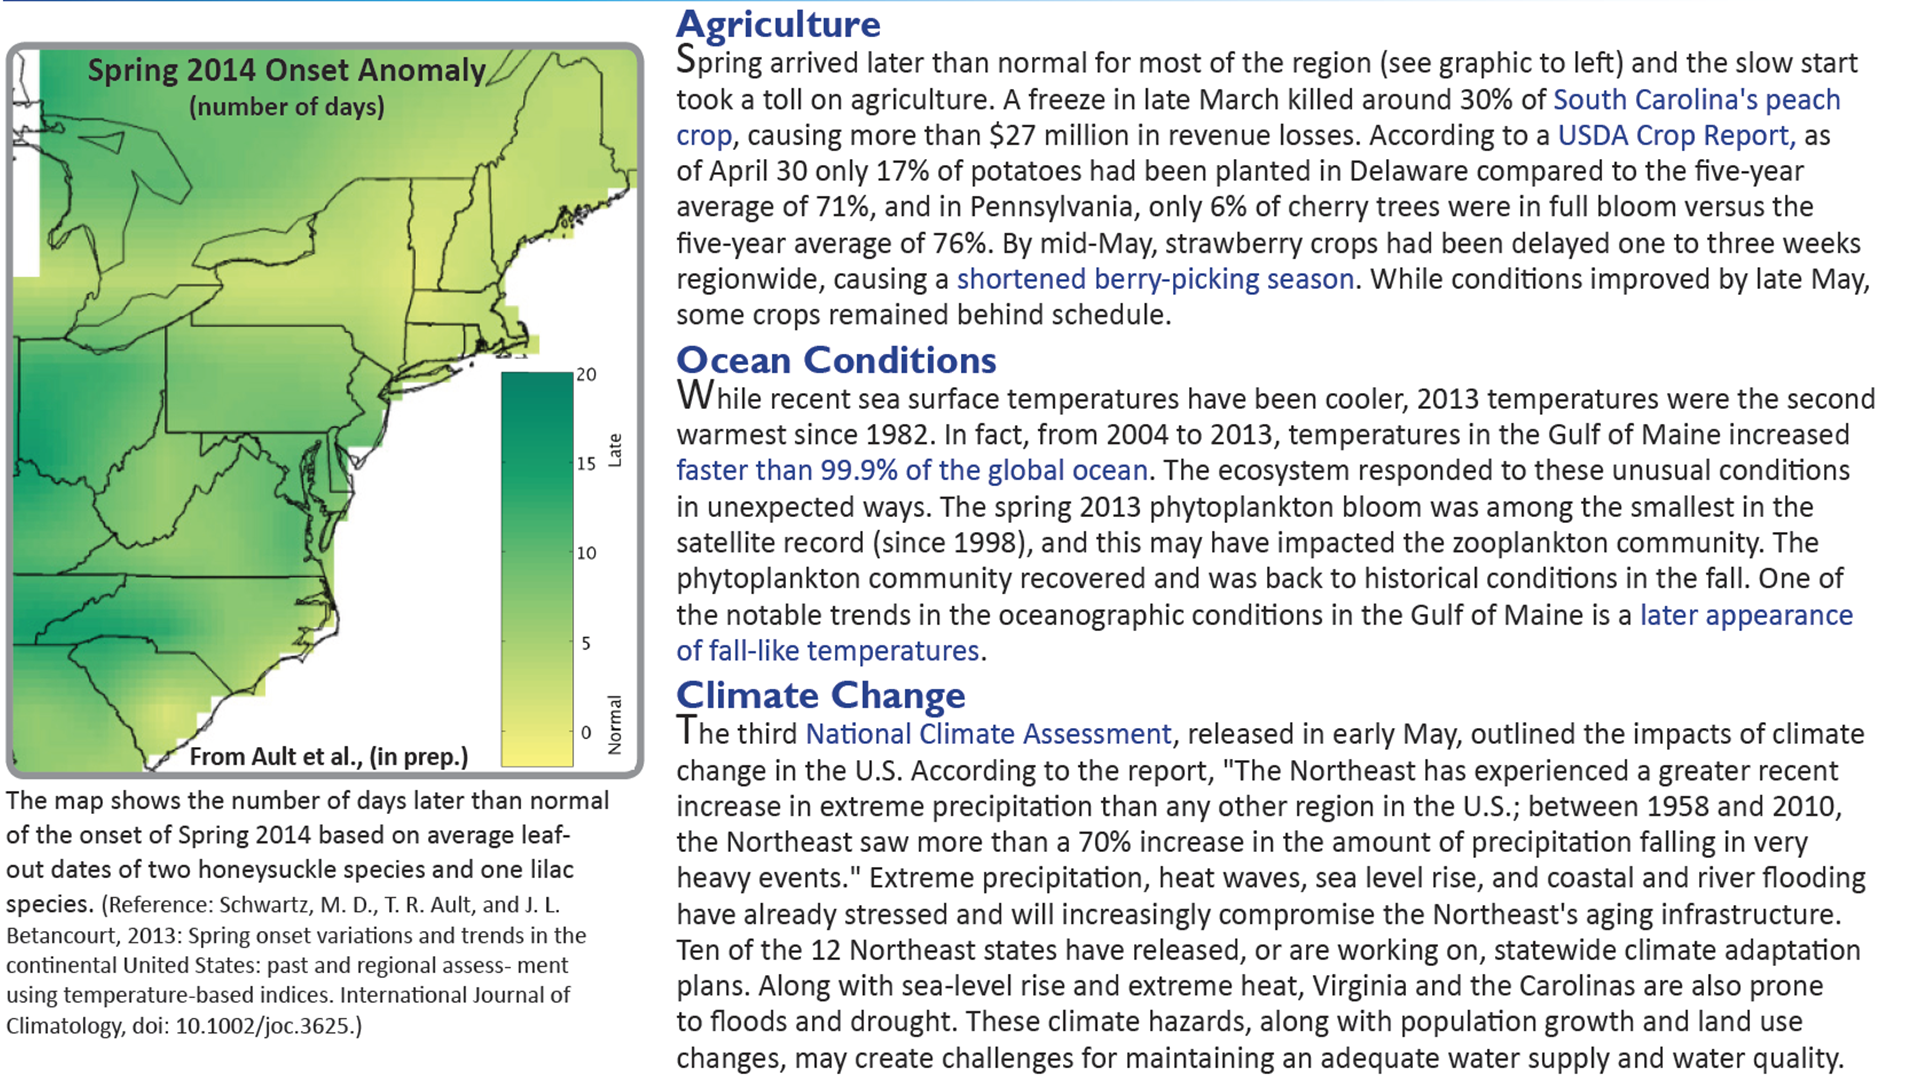 Spring 2014 Onset Anomaly
(number of days)
20
15
10
5
0
Late
Normal
From Ault et al., (in prep.)
The map shows the number of days later than normal
of the onset of Spring 2014 based on average leaf-
out dates of two honeysuckle species and one lilac
species. (Reference: Schwartz, M. D., T. R. Ault, and J. L.
Betancourt, 2013: Spring onset variations and trends in the
continental United States: past and regional assess- ment
using temperature-based indices. International Journal of
Climatology, doi: 10.1002/joc.3625.)
Agriculture
Spring arrived later than normal for most of the region (see graphic to left) and the slow start
took a toll on agriculture. A freeze in late March killed around 30% of South Carolina's peach
crop, causing more than $27 million in revenue losses. According to a USDA Crop Report, as
of April 30 only 17% of potatoes had been planted in Delaware compared to the five-year
average of 71%, and in Pennsylvania, only 6% of cherry trees were in full bloom versus the
five-year average of 76%. By mid-May, strawberry crops had been delayed one to three weeks
regionwide, causing a shortened berry-picking season. While conditions improved by late May,
some crops remained behind schedule.
Ocean Conditions
While recent sea surface temperatures have been cooler, 2013 temperatures were the second
warmest since 1982. In fact, from 2004 to 2013, temperatures in the Gulf of Maine increased
faster than 99.9% of the global ocean. The ecosystem responded to these unusual conditions
in unexpected ways. The spring 2013 phytoplankton bloom was among the smallest in the
satellite record (since 1998), and this may have impacted the zooplankton community. The
phytoplankton community recovered and was back to historical conditions in the fall. One of
the notable trends in the oceanographic conditions in the Gulf of Maine is a later appearance
of fall-like temperatures.
Climate Change
The third National Climate Assessment, released in early May, outlined the impacts of climate
change in the U.S. According to the report, "The Northeast has experienced a greater recent
increase in extreme precipitation than any other region in the U.S.; between 1958 and 2010,
the Northeast saw more than a 70% increase in the amount of precipitation falling in very
heavy events." Extreme precipitation, heat waves, sea level rise, and coastal and river flooding
have already stressed and will increasingly compromise the Northeast's aging infrastructure.
Ten of the 12 Northeast states have released, or are working on, statewide climate adaptation
plans. Along with sea-level rise and extreme heat, Virginia and the Carolinas are also prone
to floods and drought. These climate hazards, along with population growth and land use
changes, may create challenges for maintaining an adequate water supply and water quality.